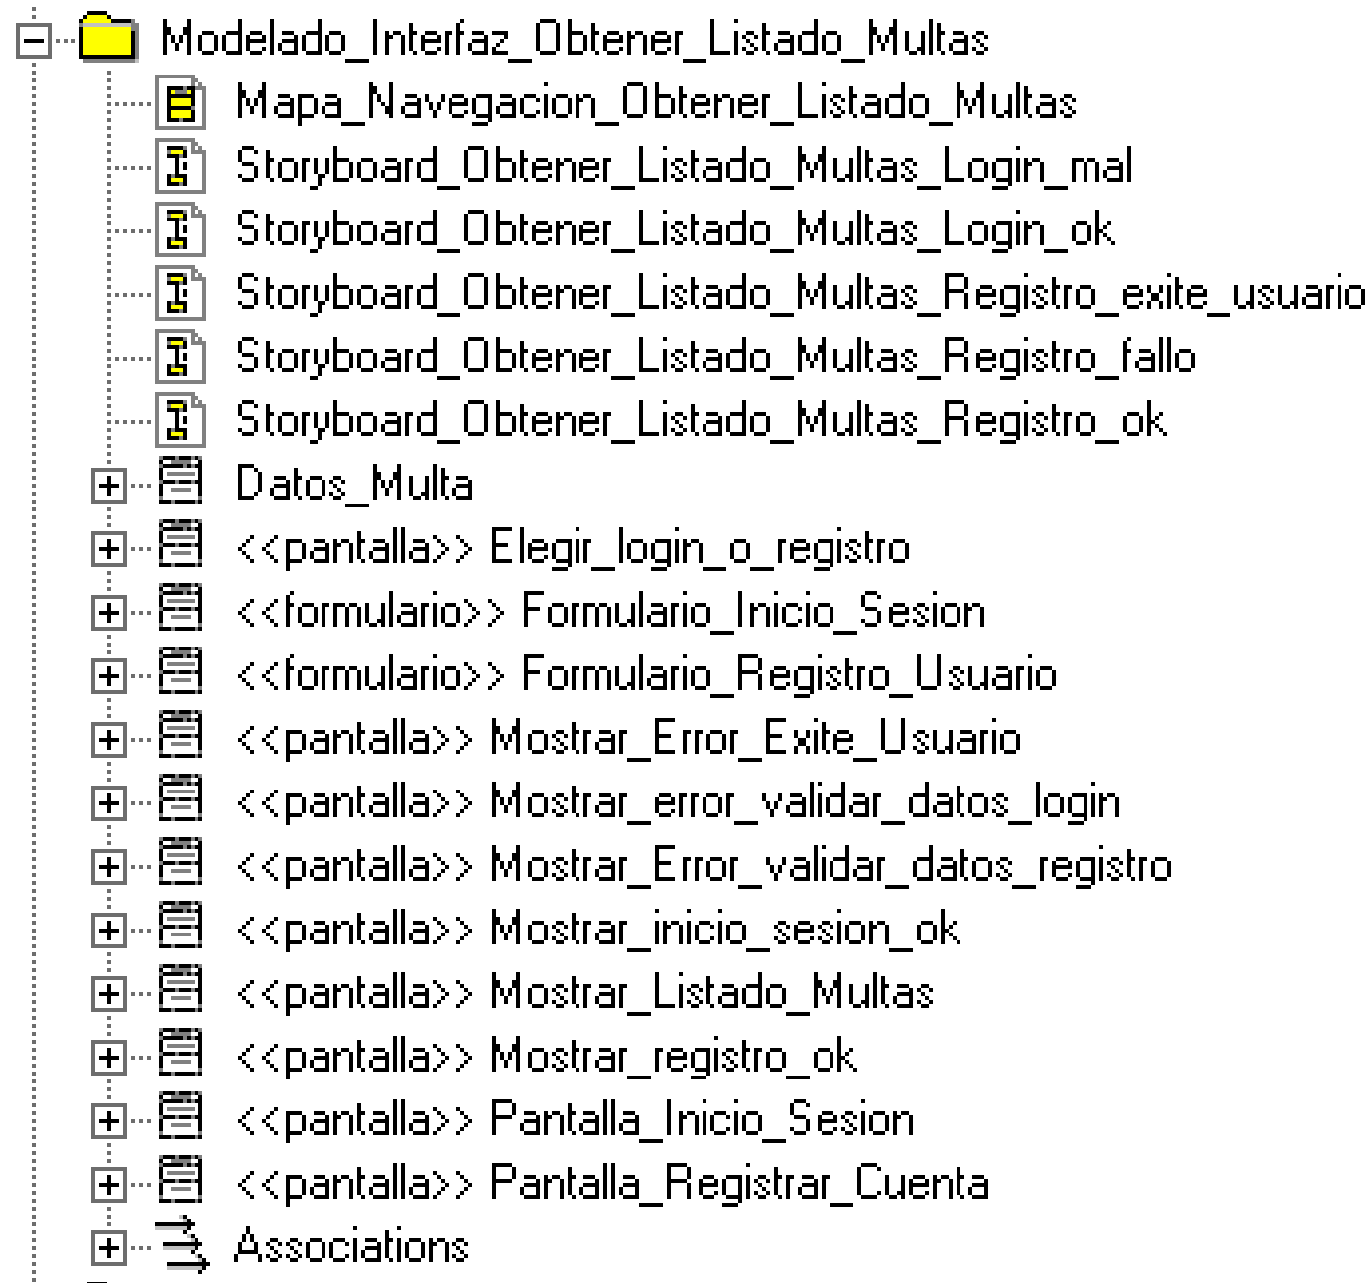 Modelado_Interfaz_Obtener_Listado_Multas
Mapa_Navegacion_Obtener_Listado_Multas
Storyboard_Obtener_Listado_Multas_Login_mal
Storyboard_Obtener_Listado_Multas_Login_ok
Storyboard_Obtener_Listado_Multas_Registro_exite_usuario
Storyboard_Obtener_Listado_Multas_Registro_fallo
Storyboard_Obtener_Listado_Multas_Registro_ok
Datos_Multa
<<pantalla>> Elegir_login_o_registro
<<formulario>> Formulario_Inicio_Sesion
<<formulario>> Formulario_Registro_Usuario
<<pantalla>> Mostrar_Error_Exite_Usuario
<<pantalla>> Mostrar_error_validar_datos_login
<<pantalla>> Mostrar_Error_validar_datos_registro
<<pantalla>> Mostrar_inicio_sesion_ok
<<pantalla>> Mostrar_Listado_Multas
<<pantalla>> Mostrar_registro_ok
<<pantalla>> Pantalla_Inicio_Sesion
<<pantalla>> Pantalla_Registrar_Cuenta
Associations